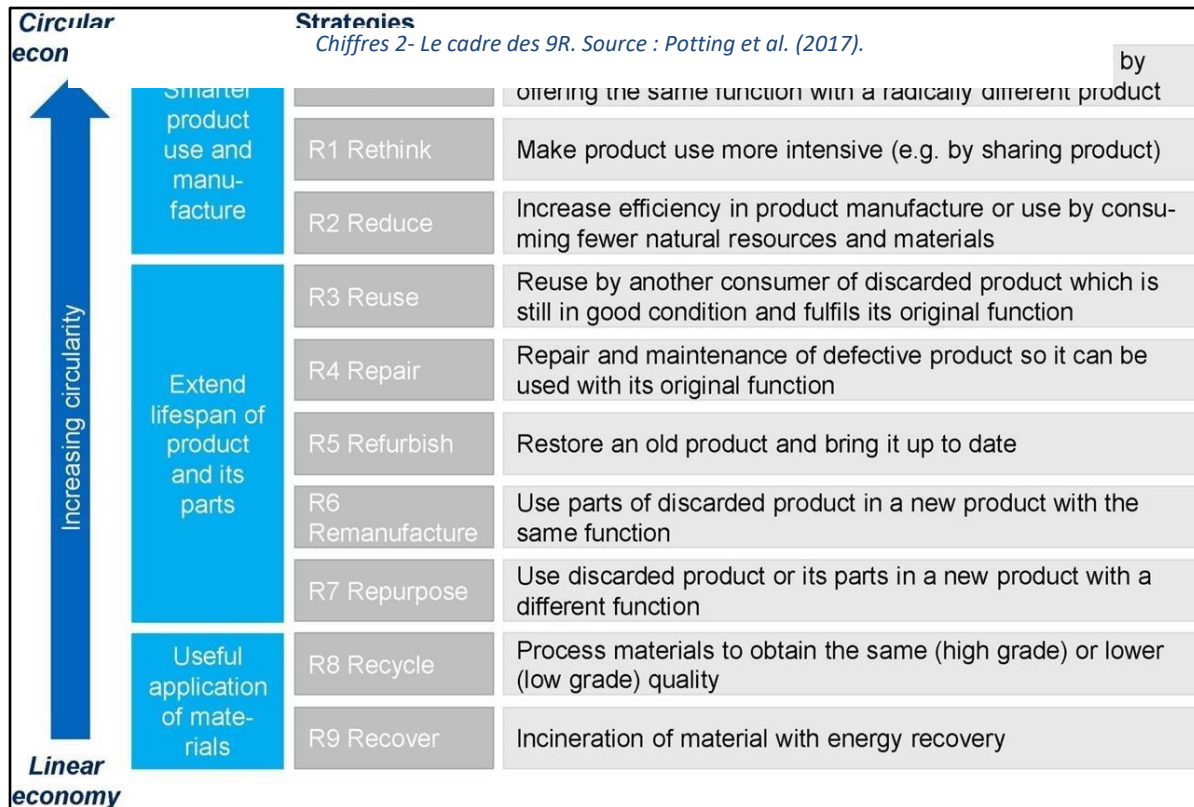 Circular
econ
Strategies
Chiffres 2- Le cadre des 9R. Source : Potting et al. (2017).
by
offering the same function with a radically different product
Smarter
product
use and
manu-
facture
R1 Rethink
Make product use more intensive (e.g. by sharing product)
R2 Reduce
Increase efficiency in product manufacture or use by consu-
ming fewer natural resources and materials
Extend
lifespan of
product
and its
parts
R3 Reuse
Reuse by another consumer of discarded product which is
still in good condition and fulfils its original function
R4 Repair
Repair and maintenance of defective product so it can be
used with its original function
R5 Refurbish
Restore an old product and bring it up to date
R6
Remanufacture
Use parts of discarded product in a new product with the
same function
R7 Repurpose
Use discarded product or its parts in a new product with a
different function
Useful
application
of mate-
rials
R8 Recycle
Process materials to obtain the same (high grade) or lower
(low grade) quality
R9 Recover
Incineration of material with energy recovery
Increasing circularity
Linear
economy